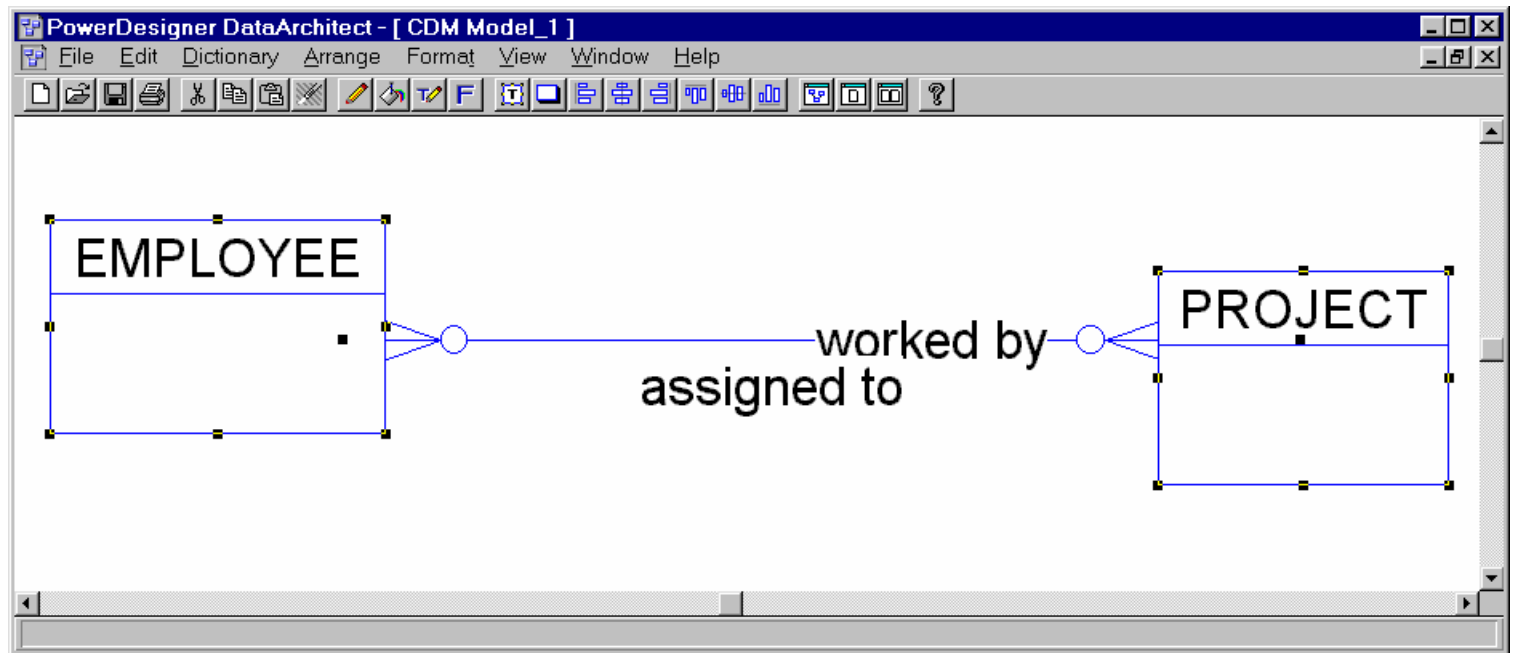 PowerDesigner DataArchitect - [ CDM Model_1 ]
File Edit Dictionary Arrange Format View Window Help
EMPLOYEE
PROJECT
worked by
assigned to